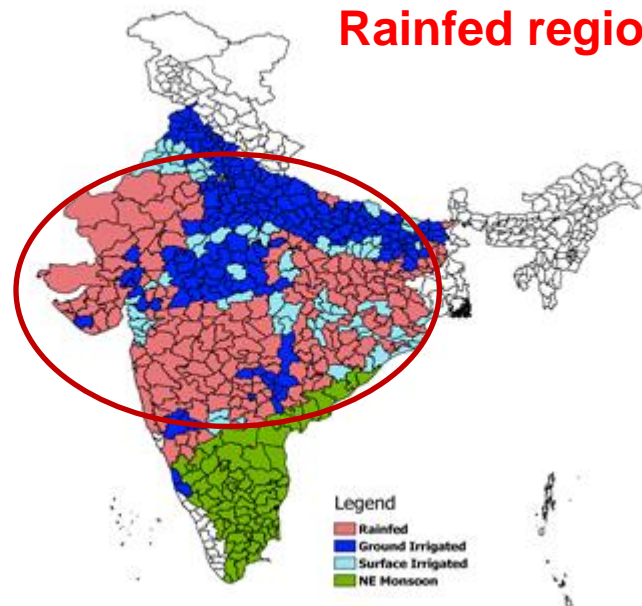 Rainfed regio
Legend
Rainfed
Ground Irrigated
Surface Irrigated
NE Monsoon